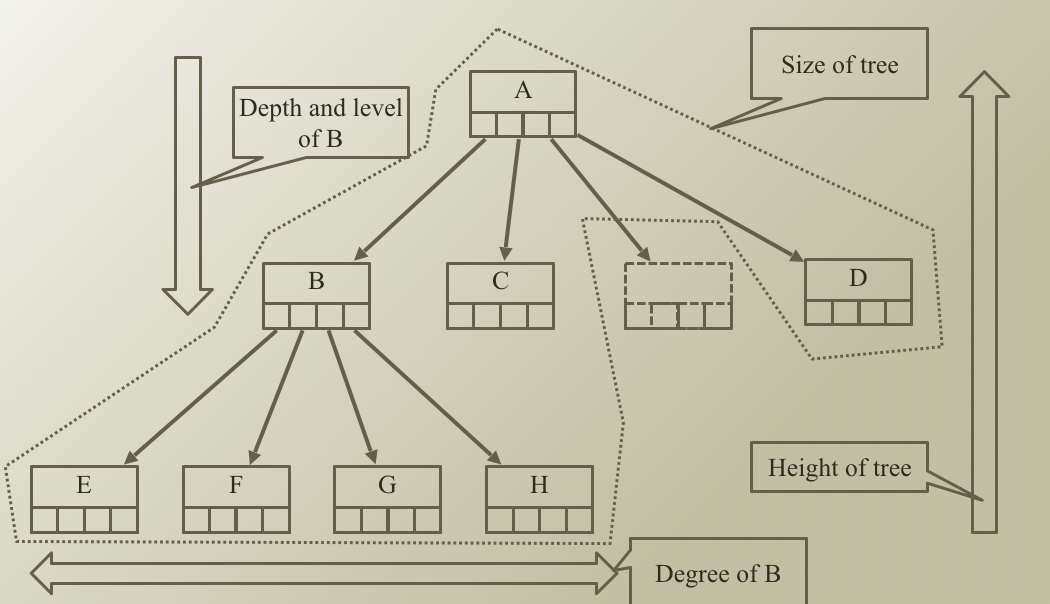 A
Size of tree
Depth and level
of B
B
C
D
E
F
G
H
Height of tree
Degree of B